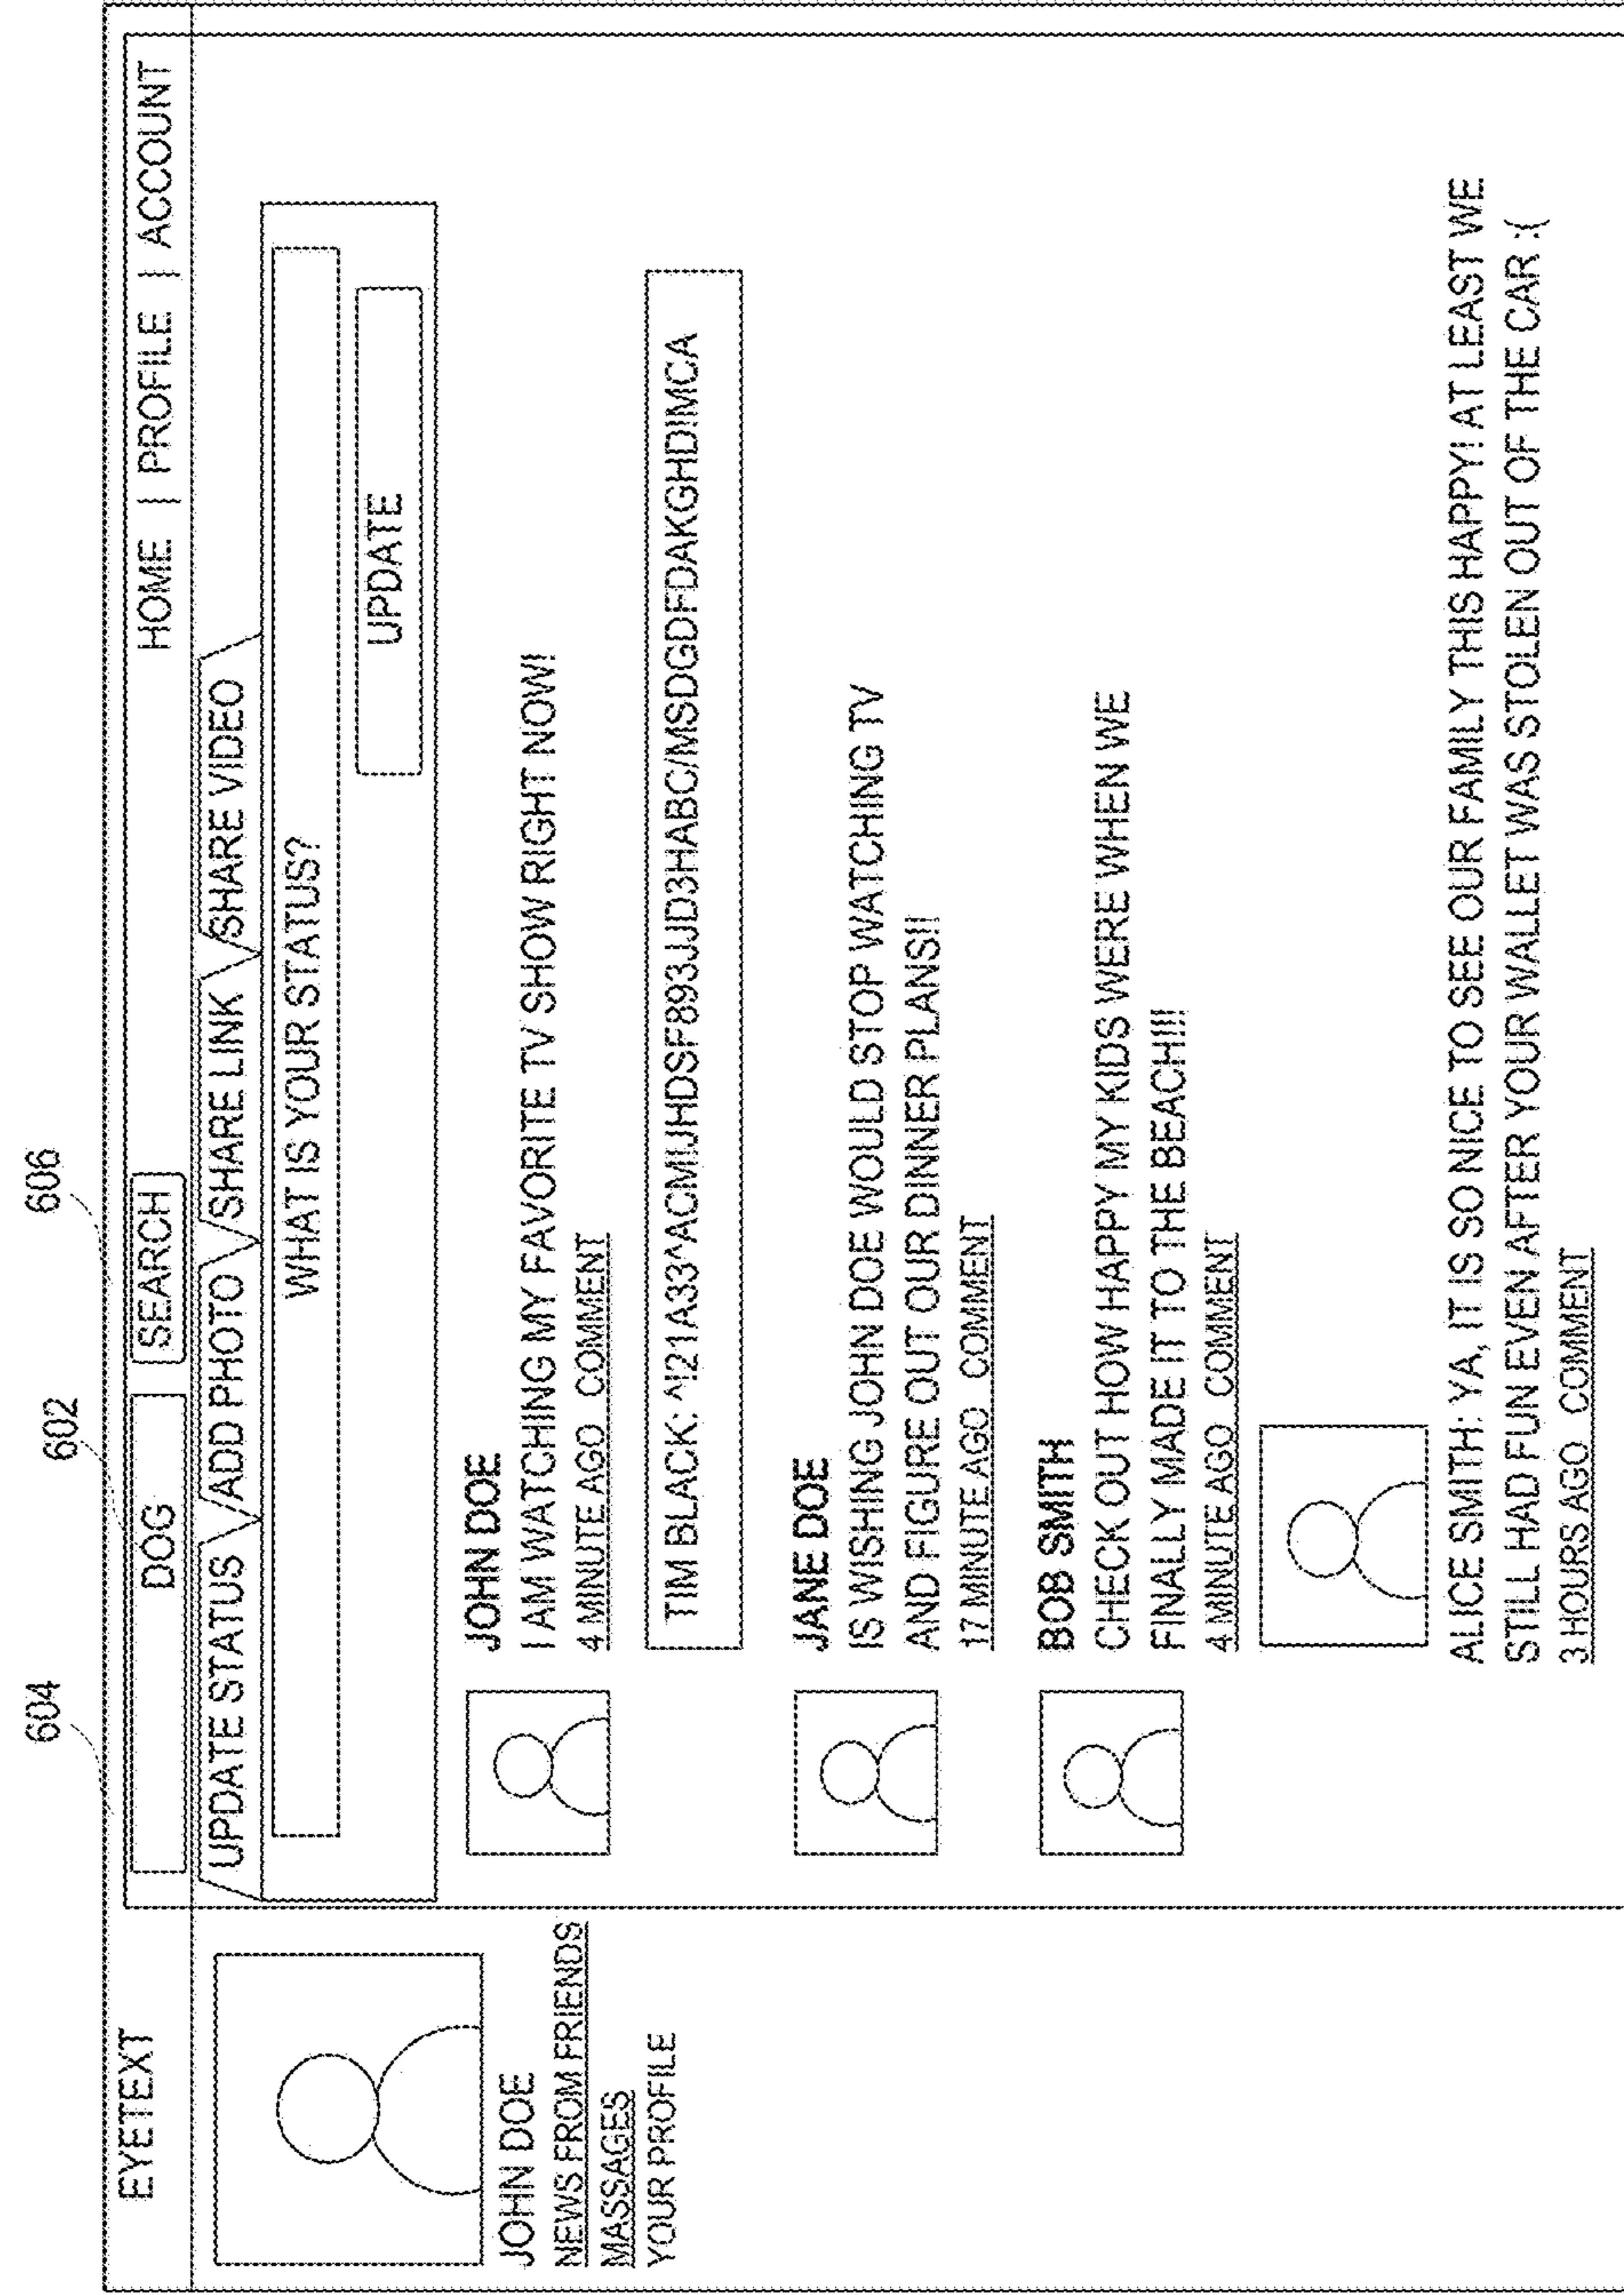 604
602
606
EYETEXT
DOG
SEARCH
HOME | PROFILE | ACCOUNT
UPDATE STATUS
ADD PHOTO
SHARE LINK
SHARE VIDEO
WHAT IS YOUR STATUS?
UPDATE
JOHN DOE
NEWS FROM FRIENDS
MASSAGES
YOUR PROFILE
JOHN DOE
I AM WATCHING MY FAVORITE TV SHOW RIGHT NOW!
4 MINUTE AGO COMMENT
TIM BLACK: ^!21A33^ACMIJHDSF893JJD3HABC/MSDGDFDAKGHDIMCA
JANE DOE
IS WISHING JOHN DOE WOULD STOP WATCHING TV
AND FIGURE OUT OUR DINNER PLANS!!
17 MINUTE AGO COMMENT
BOB SMITH
CHECK OUT HOW HAPPY MY KIDS WERE WHEN WE
FINALLY MADE IT TO THE BEACH!!!!
4 MINUTE AGO COMMENT
ALICE SMITH: YA, IT IS SO NICE TO SEE OUR FAMILY THIS HAPPY! AT LEAST WE
STILL HAD FUN EVEN AFTER YOUR WALLET WAS STOLEN OUT OF THE CAR :(
3 HOURS AGO COMMENT